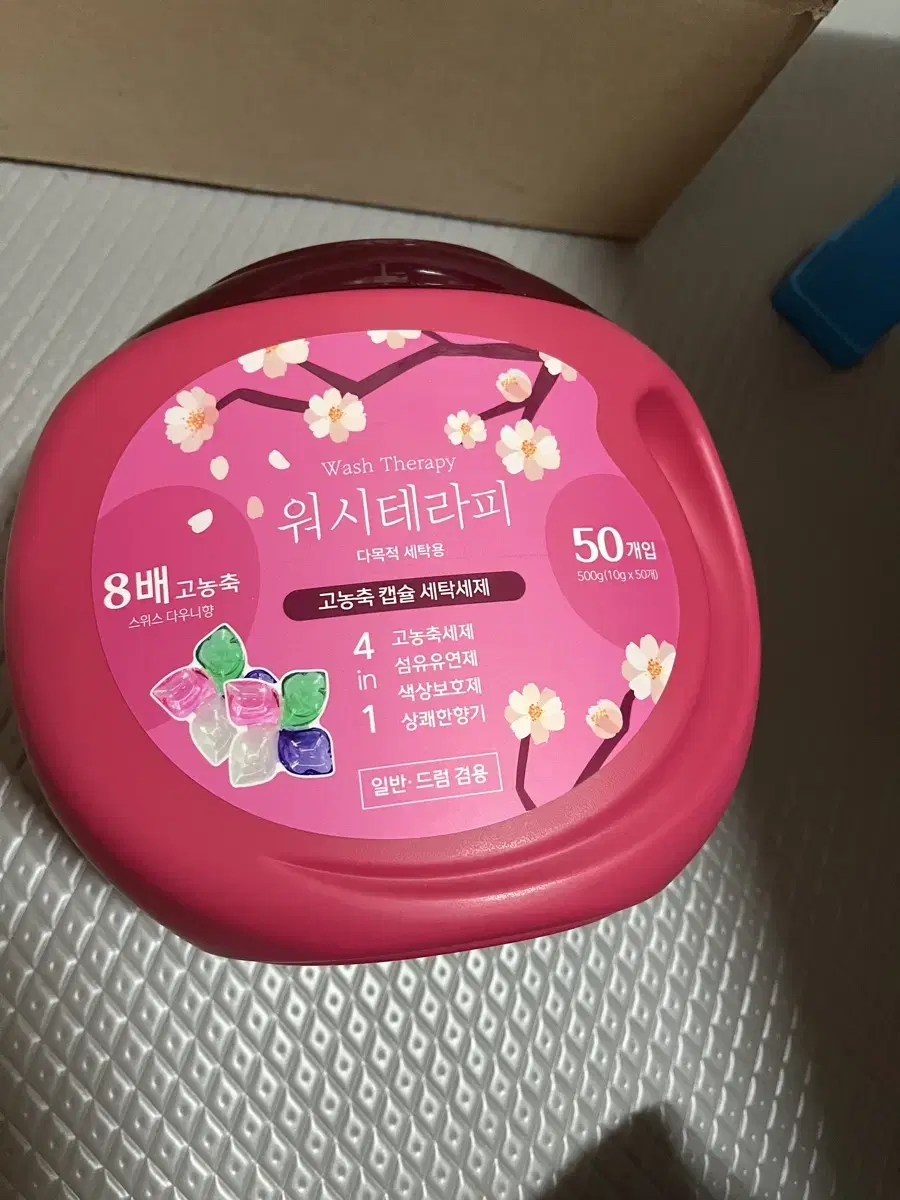 Wash Therapy
워시테라피
다목적 세탁용
8배 고농축
스위스 다우니향
50개입
500g(10g x 50개)
고농축 캡슐 세탁세제
4 in 1
고농축세제
섬유유연제
색상보호제
상쾌한향기
일반·드럼 겸용